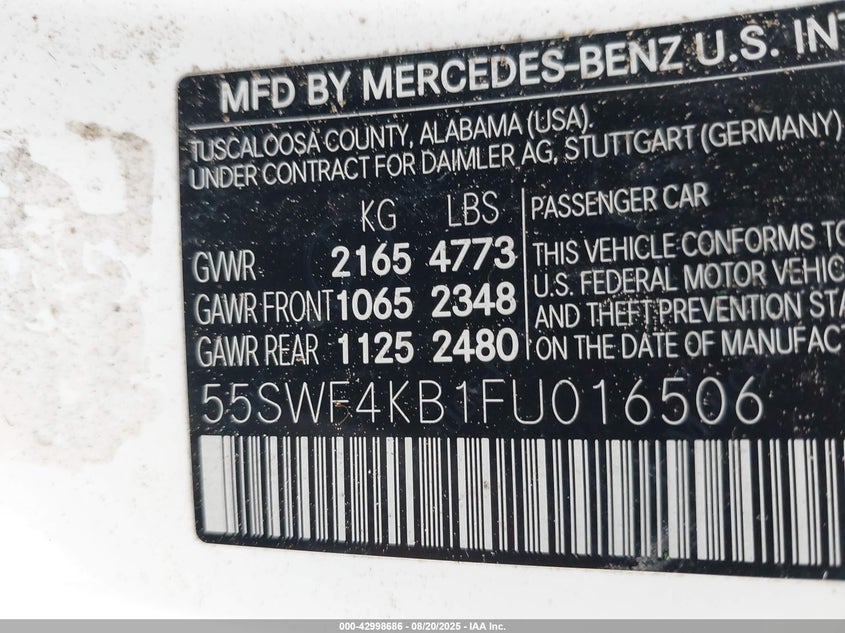 MFD BY MERCEDES-BENZ U.S. INT
TUSCALOOSA COUNTY, ALABAMA (USA),
UNDER CONTRACT FOR DAIMLER AG, STUTTGART (GERMANY)
KG LBS
GVWR 2165 4773
GAWR FRONT 1065 2348
GAWR REAR 1125 2480
PASSENGER CAR
THIS VEHICLE CONFORMS TO
U.S. FEDERAL MOTOR VEHIC
AND THEFT PREVENTION STA
ON THE DATE OF MANUFACT
55SWF4KB1FU016506
000-42998686 - 08/20/2025 - IAA Inc.